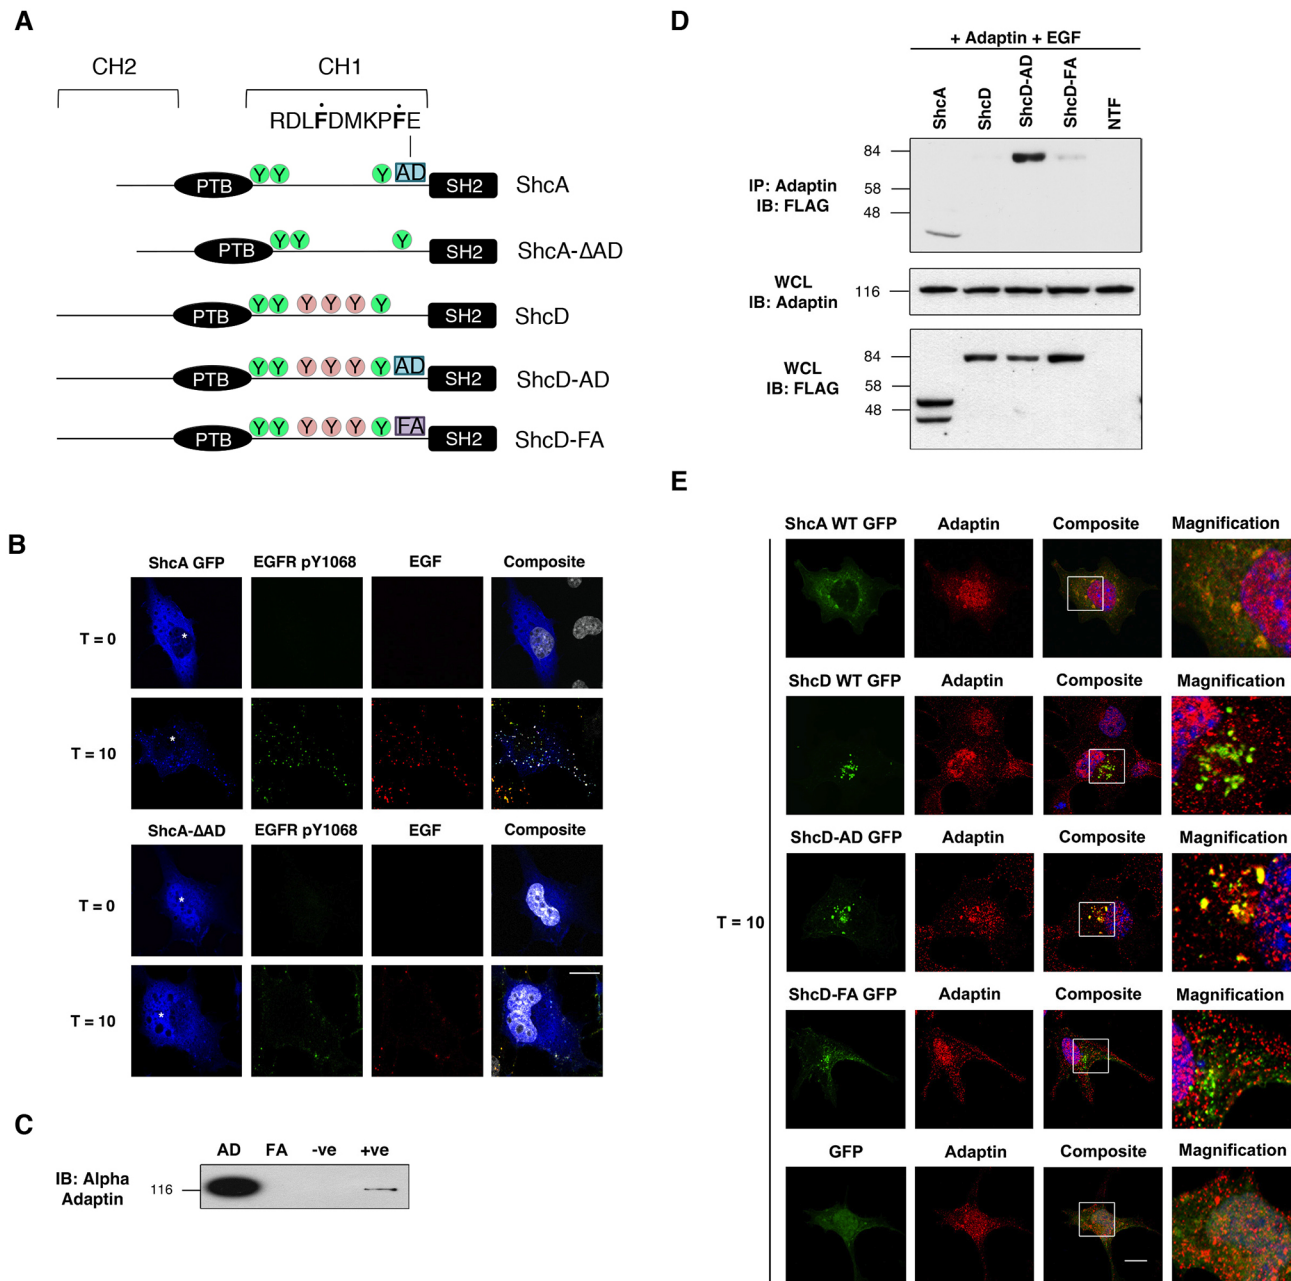 A
CH2 CH1
RDLFDMKPFE
PTB Y Y Y AD SH2 ShcA
PTB Y Y Y SH2 ShcA-ΔAD
PTB Y Y Y Y Y Y SH2 ShcD
PTB Y Y Y Y Y Y AD SH2 ShcD-AD
PTB Y Y Y Y Y Y FA SH2 ShcD-FA
B
ShcA GFP EGFR pY1068 EGF Composite
T = 0 *
T = 10 *
ShcA-ΔAD EGFR pY1068 EGF Composite
T = 0 *
T = 10 *
C
AD FA -ve +ve
IB: Alpha
Adaptin
116
D
+ Adaptin + EGF
ShcA ShcD ShcD-AD ShcD-FA NTF
IP: Adaptin
IB: FLAG
84
58
48
WCL
IB: Adaptin
116
WCL
IB: FLAG
84
58
48
E
ShcA WT GFP Adaptin Composite Magnification
ShcD WT GFP Adaptin Composite Magnification
ShcD-AD GFP Adaptin Composite Magnification
T = 10
ShcD-FA GFP Adaptin Composite Magnification
GFP Adaptin Composite Magnification